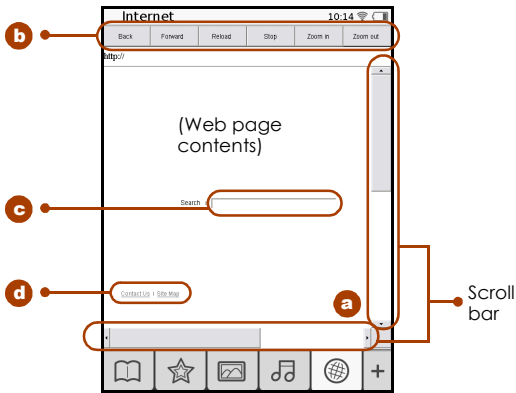 Internet 10:14
b
Back Forward Reload Stop Zoom in Zoom out
http://
(Web page
contents)
c
Search :
d
Contact Us | Site Map
a
Scroll
bar